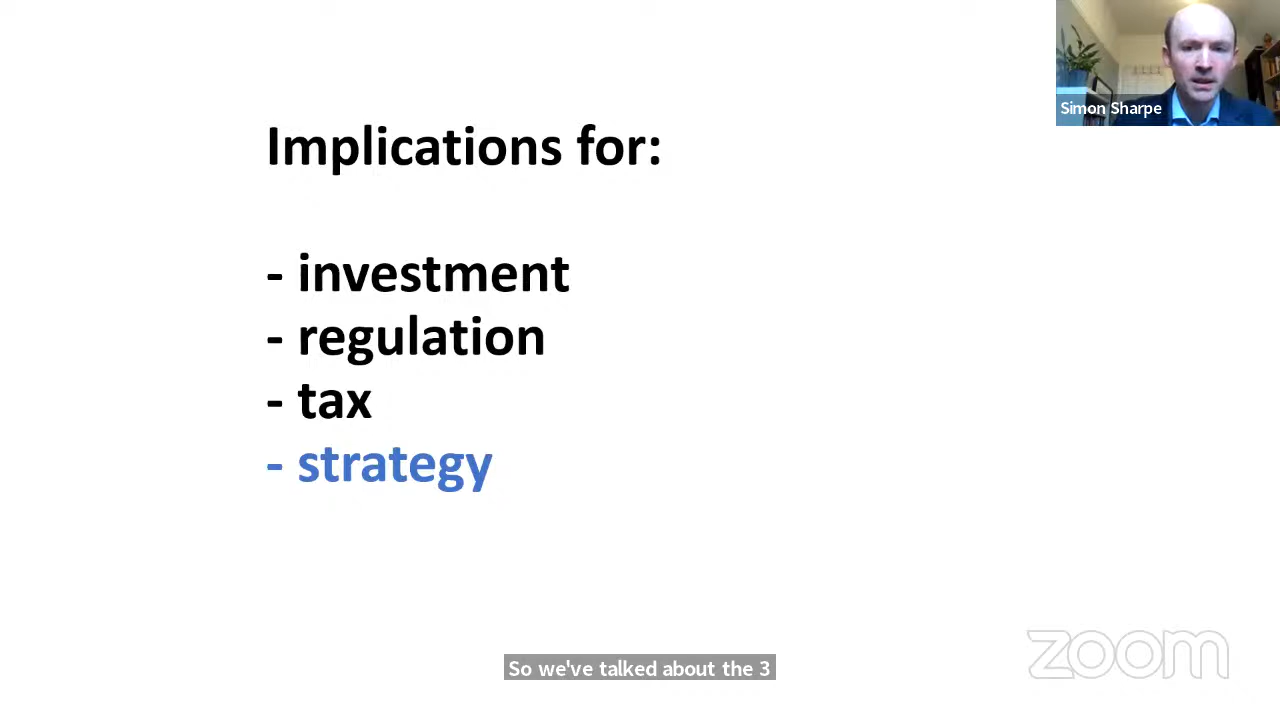 Simon Sharpe
Implications for:
- investment
- regulation
- tax
- strategy
So we've talked about the 3
zoom